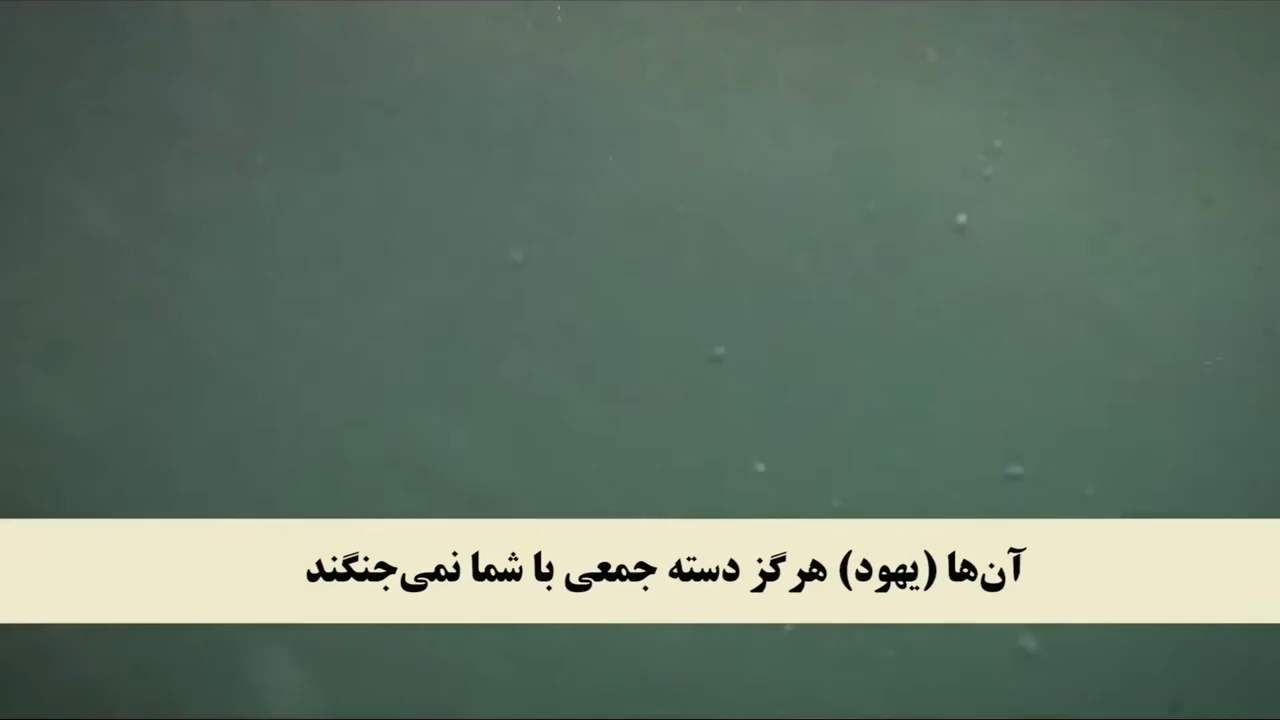 آن‌ها (یهود) هرگز دسته جمعی با شما نمی‌جنگند